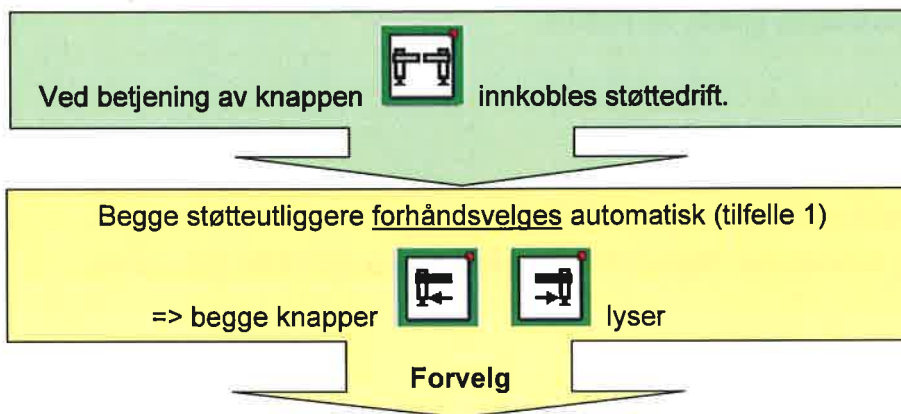 Ved betjening av knappen innkobles støttedrift.
Begge støtteutliggere forhåndsvelges automatisk (tilfelle 1)
=> begge knapper lyser
Forvelg